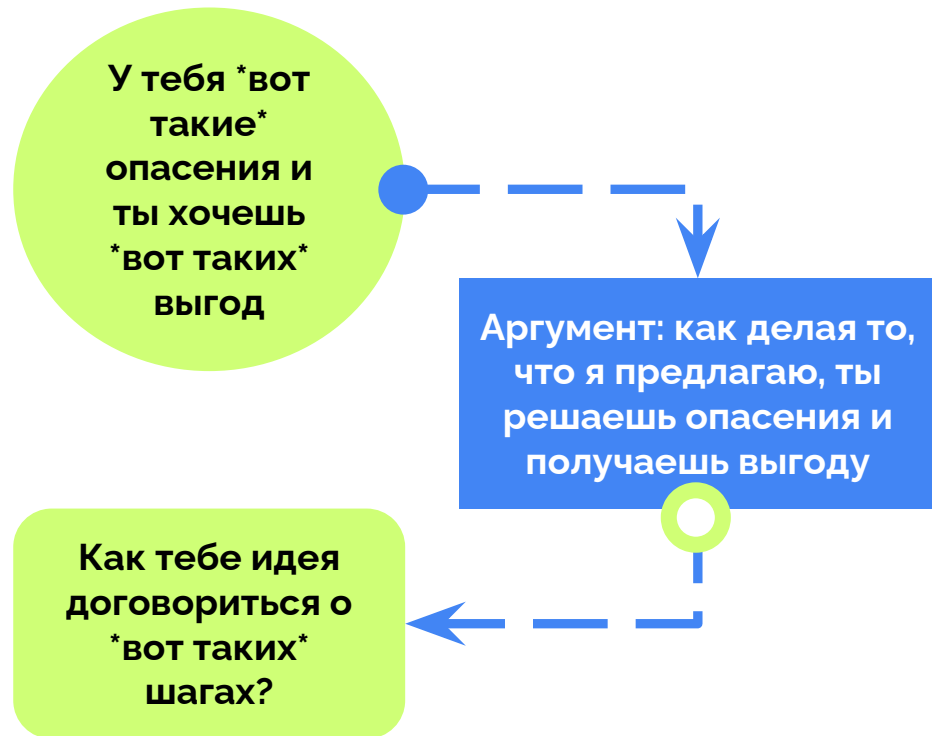 У тебя *вот
такие*
опасения и
ты хочешь
*вот таких*
выгод
Аргумент: как делая то,
что я предлагаю, ты
решаешь опасения и
получаешь выгоду
Как тебе идея
договориться о
*вот таких*
шагах?